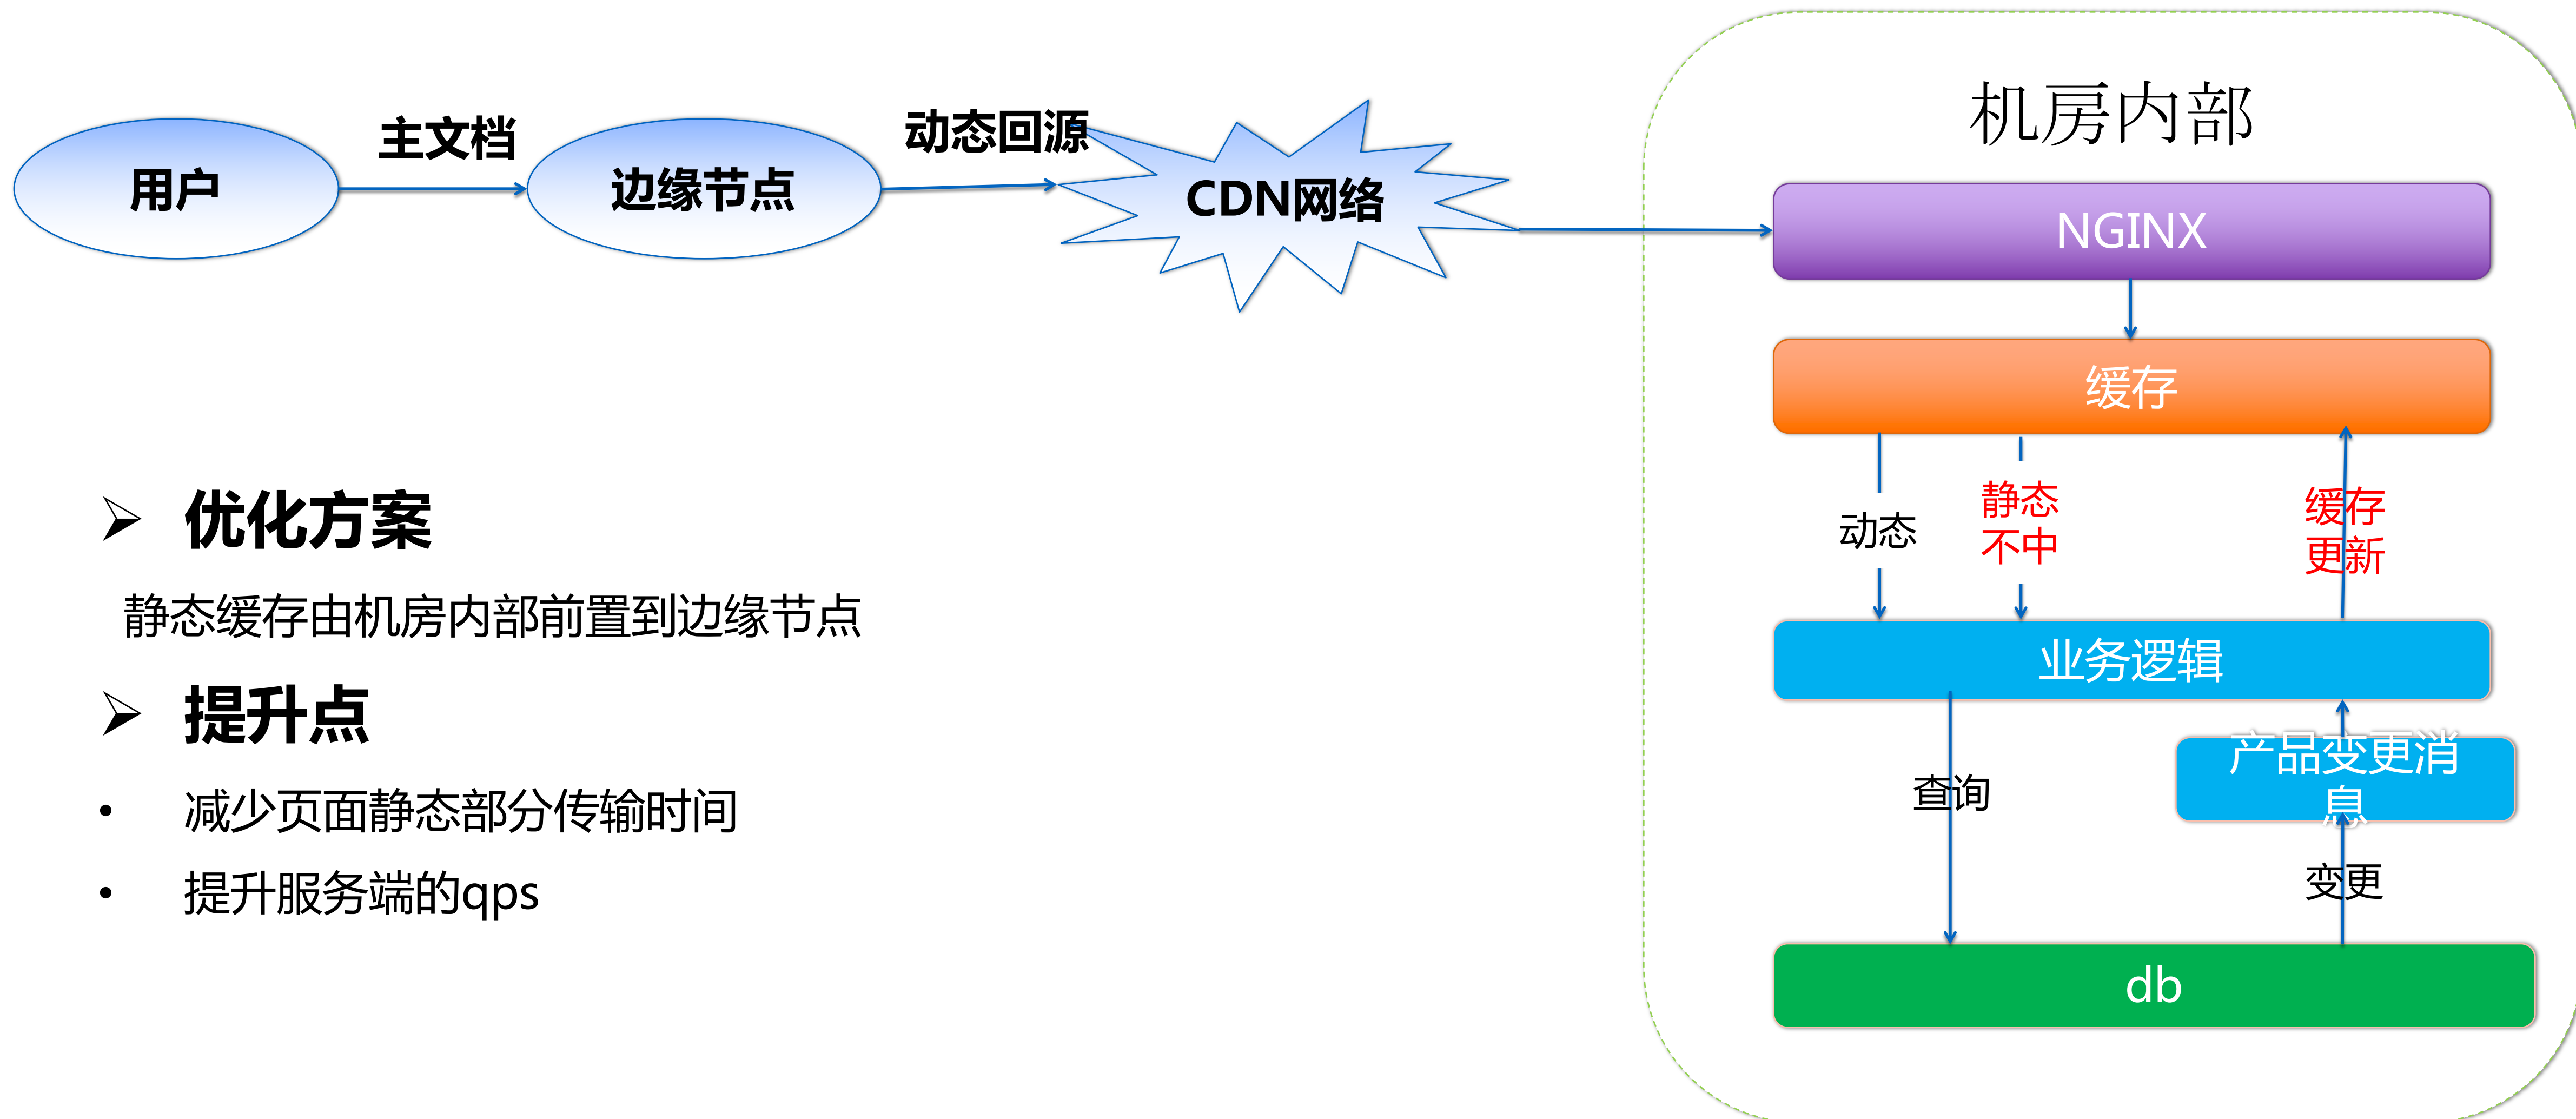 机房内部
主文档
动态回源
用户
边缘节点
CDN网络
NGINX
缓存
优化方案
静态缓存由机房内部前置到边缘节点
提升点
减少页面静态部分传输时间
提升服务端的qps
动态
静态
不中
缓存
更新
业务逻辑
产品变更消
息
查询
变更
db